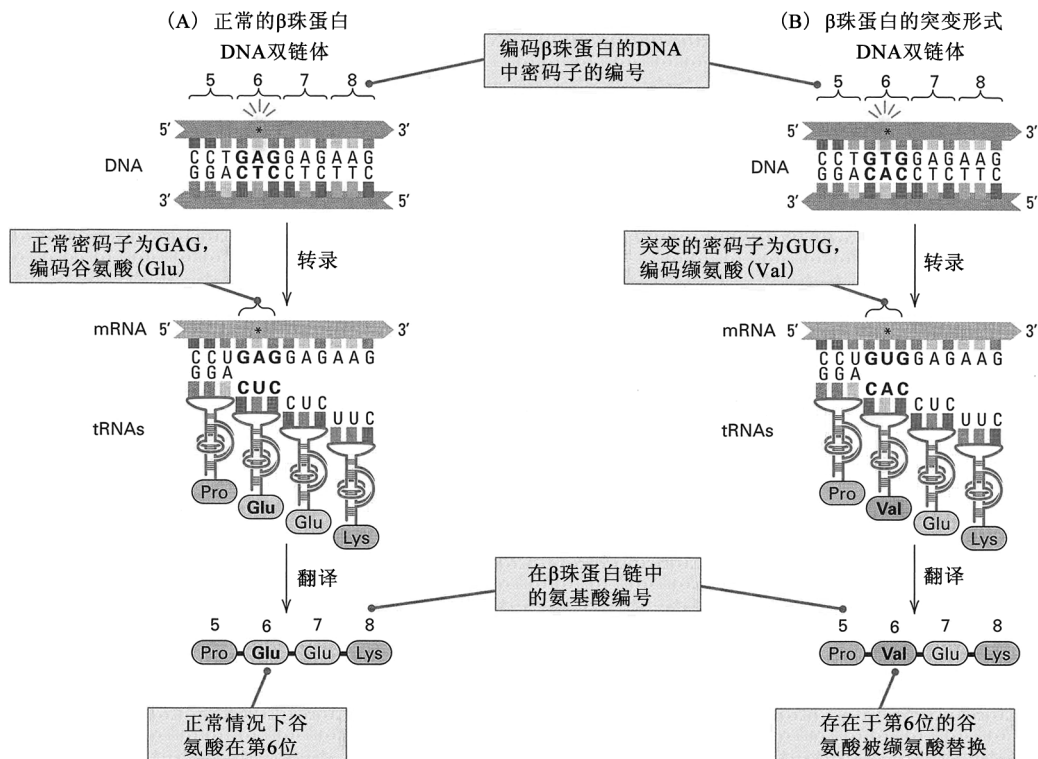 (A) 正常的β珠蛋白
DNA双链体
5 6 7 8
5′ * 3′
DNA
C C T G A G G A G A A G
G G A C T C C T C T T C
3′ 5′
正常密码子为GAG，
编码谷氨酸(Glu)
转录
mRNA 5′ * 3′
C C U G A G G A G A A G
G G A
C U C
C U C
U U C
tRNAs
Pro
Glu
Glu
Lys
翻译
5 6 7 8
Pro Glu Glu Lys
正常情况下谷
氨酸在第6位
编码β珠蛋白的DNA
中密码子的编号
在β珠蛋白链中
的氨基酸编号
(B) β珠蛋白的突变形式
DNA双链体
5 6 7 8
5′ * 3′
DNA
C C T G T G G A G A A G
G G A C A C C T C T T C
3′ 5′
突变的密码子为GUG，
编码缬氨酸(Val)
转录
mRNA 5′ * 3′
C C U G U G G A G A A G
G G A
C A C
C U C
U U C
tRNAs
Pro
Val
Glu
Lys
翻译
5 6 7 8
Pro Val Glu Lys
存在于第6位的谷
氨酸被缬氨酸替换